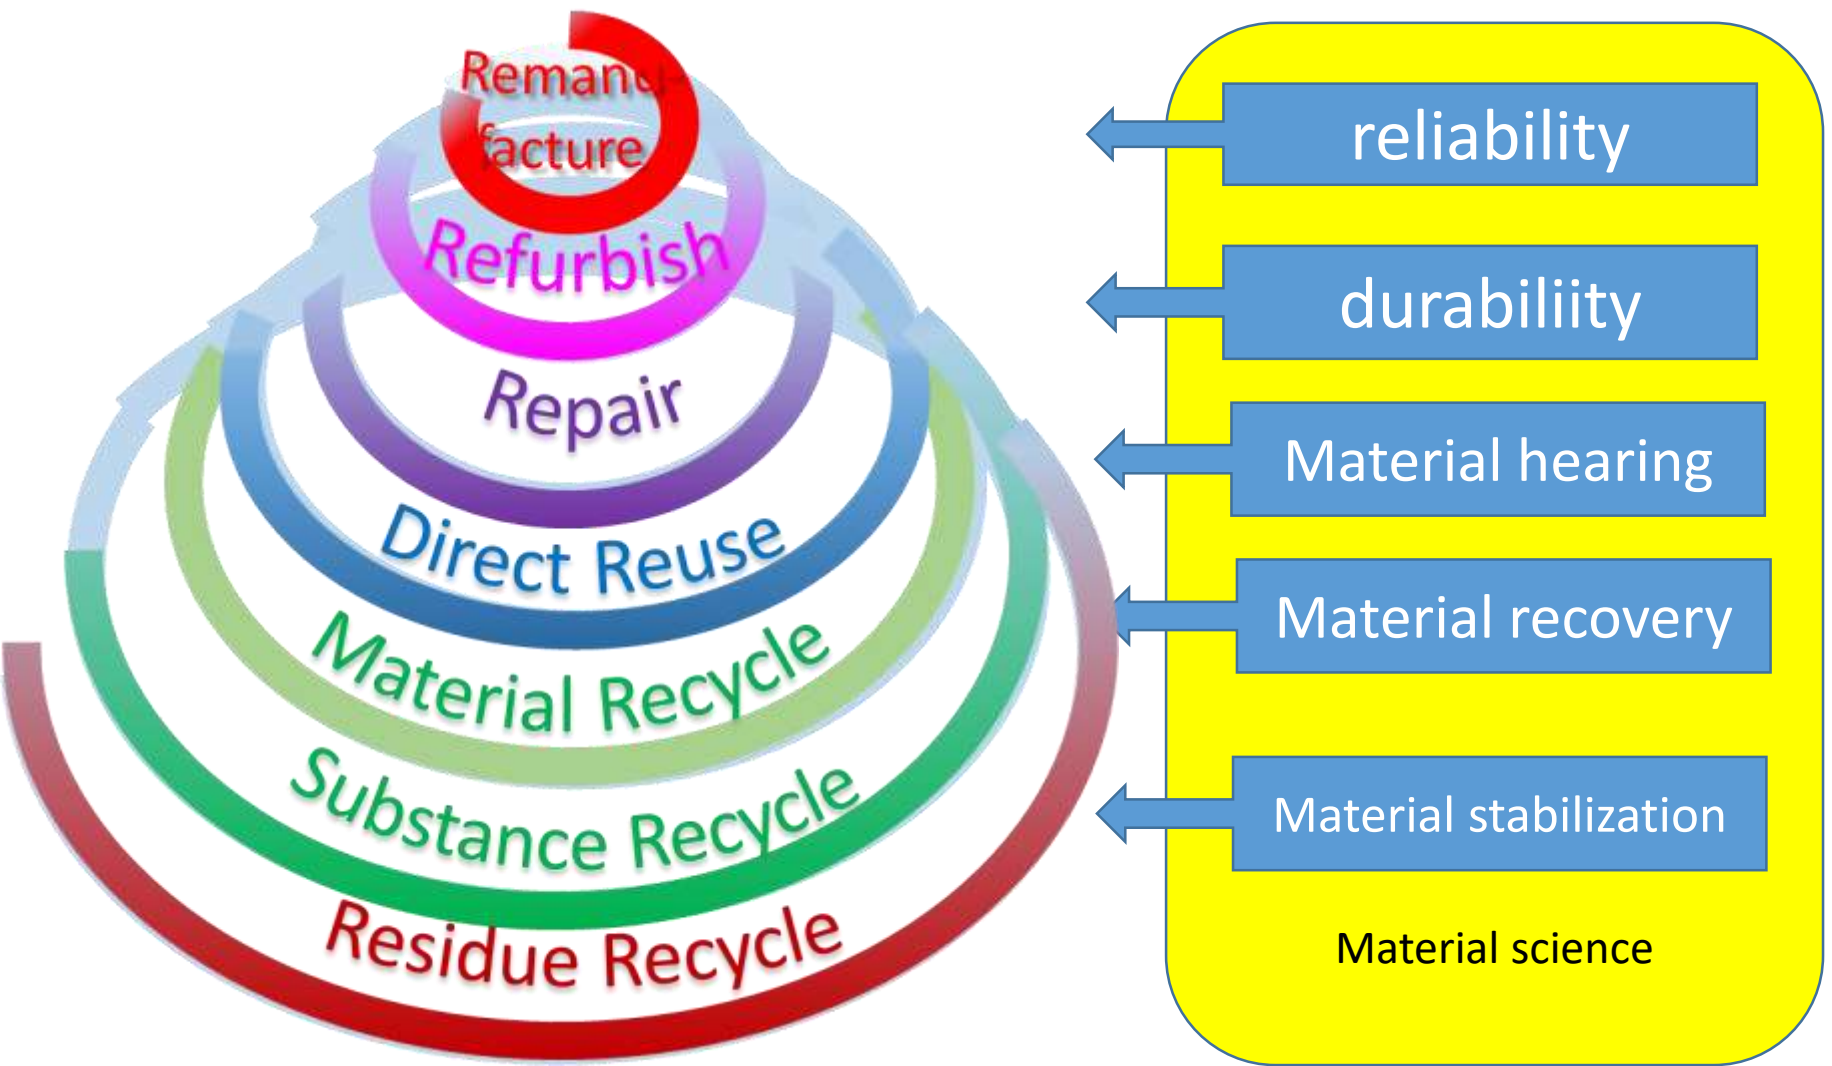 Remanu-
facture
Refurbish
Repair
Direct Reuse
Material Recycle
Substance Recycle
Residue Recycle
reliability
durabiliity
Material hearing
Material recovery
Material stabilization
Material science